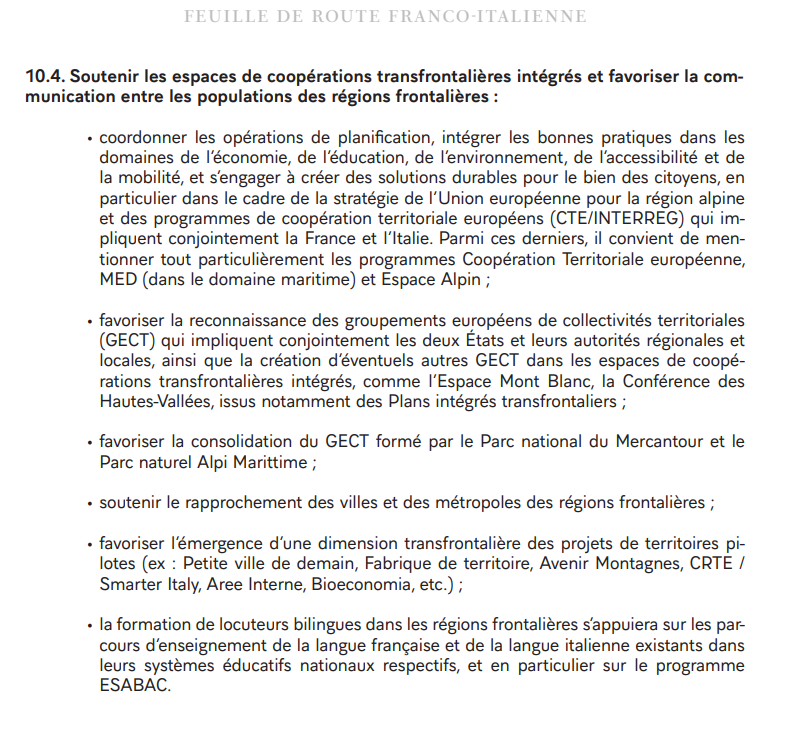 FEUILLE DE ROUTE FRANCO-ITALIENNE
10.4. Soutenir les espaces de coopérations transfrontalières intégrés et favoriser la com-
munication entre les populations des régions frontalières :
• coordonner les opérations de planification, intégrer les bonnes pratiques dans les
domaines de l’économie, de l’éducation, de l’environnement, de l’accessibilité et de
la mobilité, et s’engager à créer des solutions durables pour le bien des citoyens, en
particulier dans le cadre de la stratégie de l’Union européenne pour la région alpine
et des programmes de coopération territoriale européens (CTE/INTERREG) qui im-
pliquent conjointement la France et l’Italie. Parmi ces derniers, il convient de men-
tionner tout particulièrement les programmes Coopération Territoriale européenne,
MED (dans le domaine maritime) et Espace Alpin ;
• favoriser la reconnaissance des groupements européens de collectivités territoriales
(GECT) qui impliquent conjointement les deux États et leurs autorités régionales et
locales, ainsi que la création d’éventuels autres GECT dans les espaces de coopé-
rations transfrontalières intégrés, comme l’Espace Mont Blanc, la Conférence des
Hautes-Vallées, issus notamment des Plans intégrés transfrontaliers ;
• favoriser la consolidation du GECT formé par le Parc national du Mercantour et le
Parc naturel Alpi Marittime ;
• soutenir le rapprochement des villes et des métropoles des régions frontalières ;
• favoriser l’émergence d’une dimension transfrontalière des projets de territoires pi-
lotes (ex : Petite ville de demain, Fabrique de territoire, Avenir Montagnes, CRTE /
Smarter Italy, Aree Interne, Bioeconomia, etc.) ;
• la formation de locuteurs bilingues dans les régions frontalières s’appuiera sur les par-
cours d’enseignement de la langue française et de la langue italienne existants dans
leurs systèmes éducatifs nationaux respectifs, et en particulier sur le programme
ESABAC.